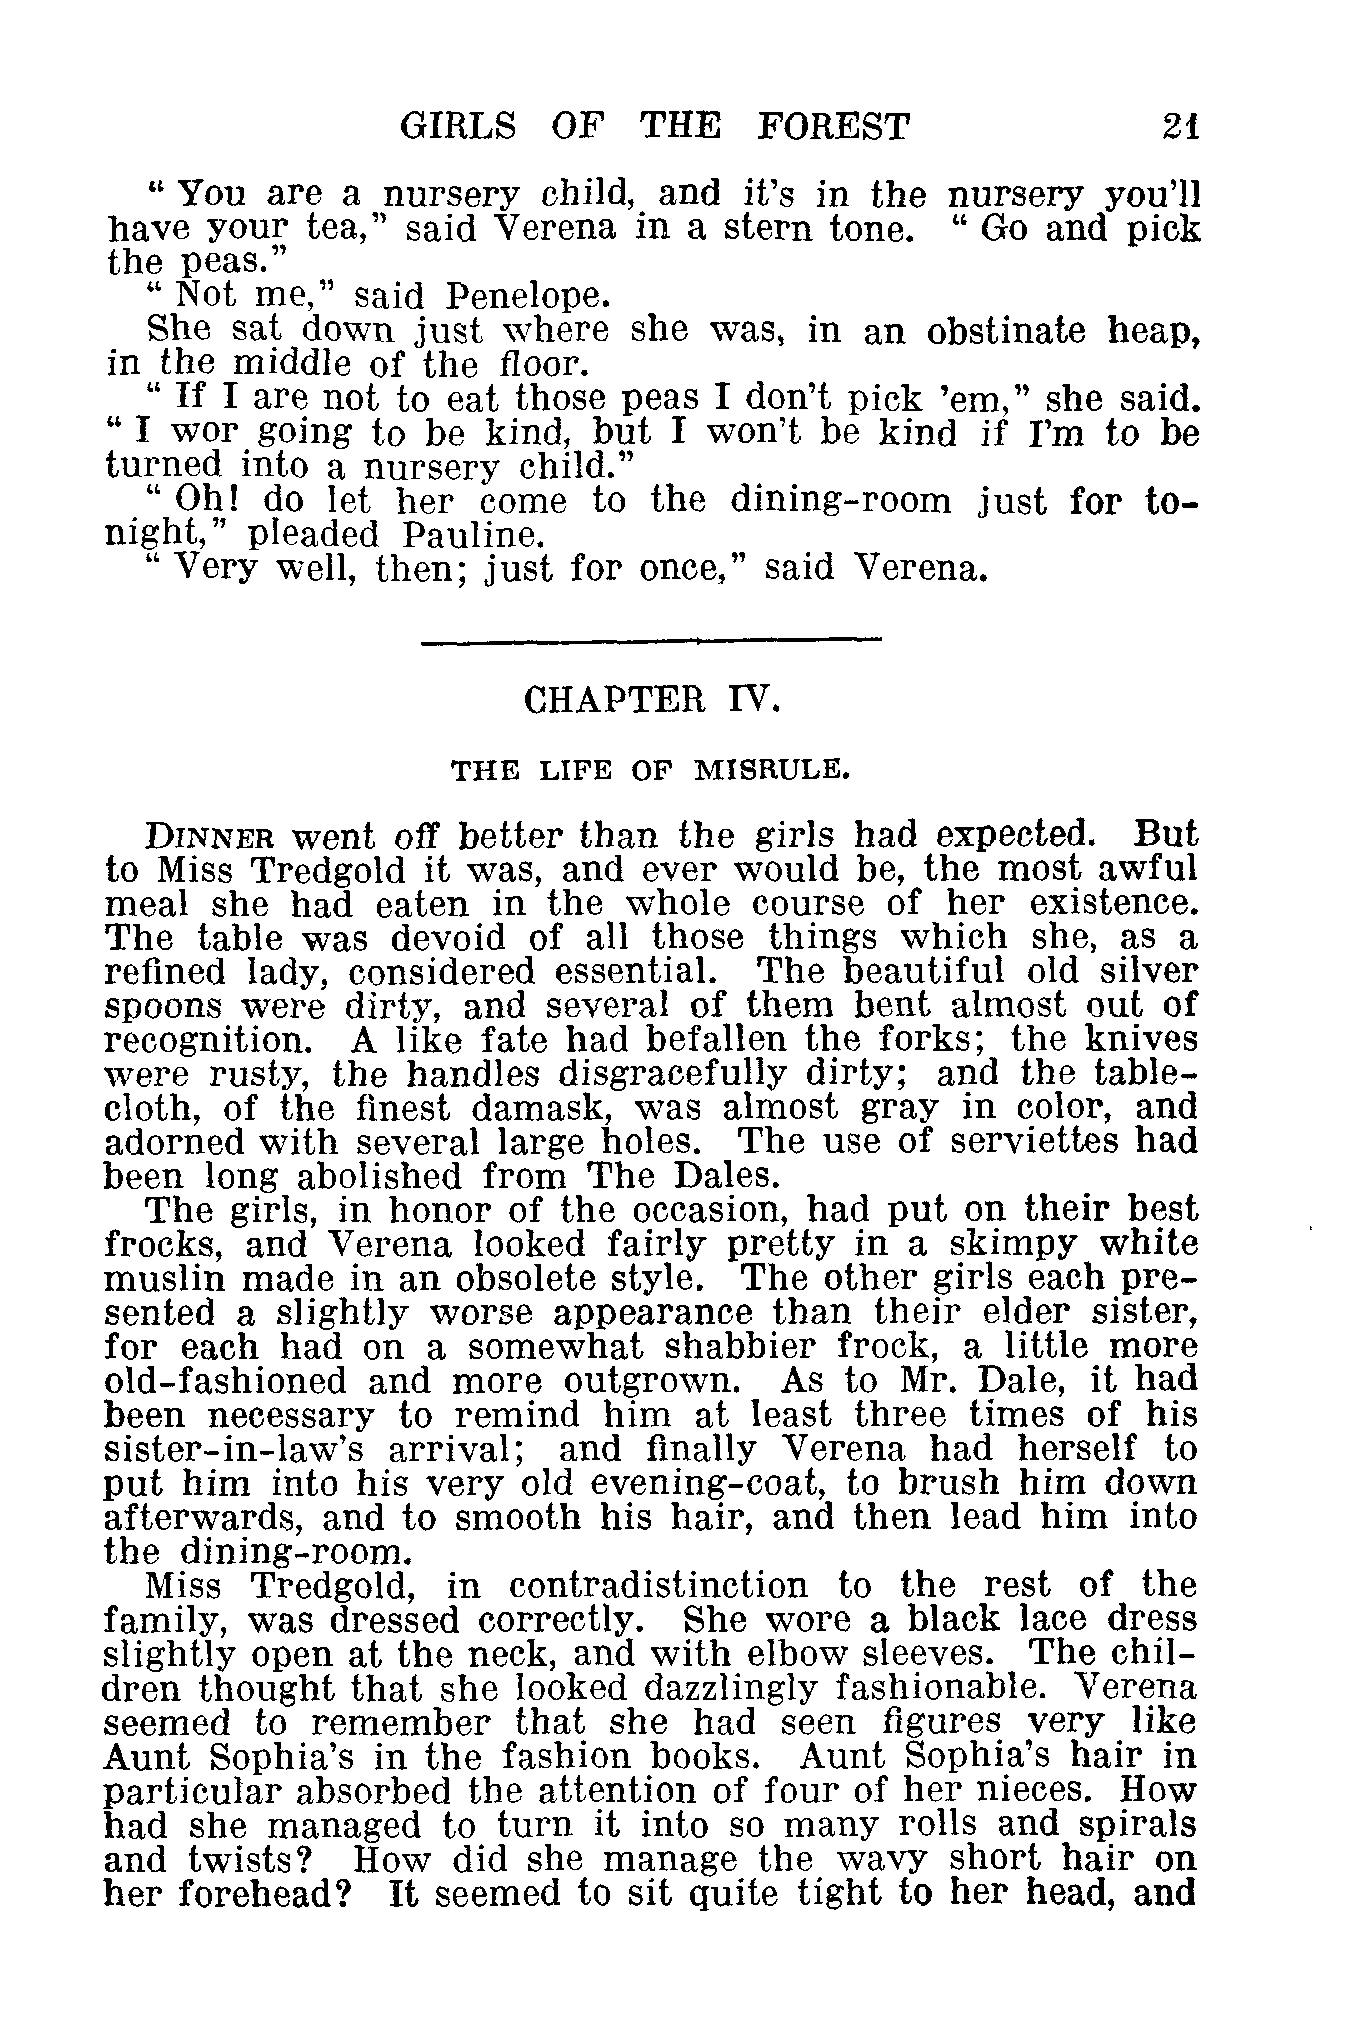 GIRLS OF THE FOREST 21
“ You are a nursery child, and it’s in the nursery you’ll
have your tea,” said Verena in a stern tone. “ Go and pick
the peas.”
“ Not me,” said Penelope.
She sat down just where she was, in an obstinate heap,
in the middle of the floor.
“ If I are not to eat those peas I don’t pick ’em,” she said.
“ I wor going to be kind, but I won’t be kind if I’m to be
turned into a nursery child.”
“ Oh! do let her come to the dining-room just for to-
night,” pleaded Pauline.
“ Very well, then; just for once,” said Verena.
CHAPTER IV.
THE LIFE OF MISRULE.
DINNER went off better than the girls had expected. But
to Miss Tredgold it was, and ever would be, the most awful
meal she had eaten in the whole course of her existence.
The table was devoid of all those things which she, as a
refined lady, considered essential. The beautiful old silver
spoons were dirty, and several of them bent almost out of
recognition. A like fate had befallen the forks; the knives
were rusty, the handles disgracefully dirty; and the table-
cloth, of the finest damask, was almost gray in color, and
adorned with several large holes. The use of serviettes had
been long abolished from The Dales.
The girls, in honor of the occasion, had put on their best
frocks, and Verena looked fairly pretty in a skimpy white
muslin made in an obsolete style. The other girls each pre-
sented a slightly worse appearance than their elder sister,
for each had on a somewhat shabbier frock, a little more
old-fashioned and more outgrown. As to Mr. Dale, it had
been necessary to remind him at least three times of his
sister-in-law’s arrival; and finally Verena had herself to
put him into his very old evening-coat, to brush him down
afterwards, and to smooth his hair, and then lead him into
the dining-room.
Miss Tredgold, in contradistinction to the rest of the
family, was dressed correctly. She wore a black lace dress
slightly open at the neck, and with elbow sleeves. The chil-
dren thought that she looked dazzlingly fashionable. Verena
seemed to remember that she had seen figures very like
Aunt Sophia’s in the fashion books. Aunt Sophia’s hair in
particular absorbed the attention of four of her nieces. How
had she managed to turn it into so many rolls and spirals
and twists? How did she manage the wavy short hair on
her forehead? It seemed to sit quite tight to her head, and